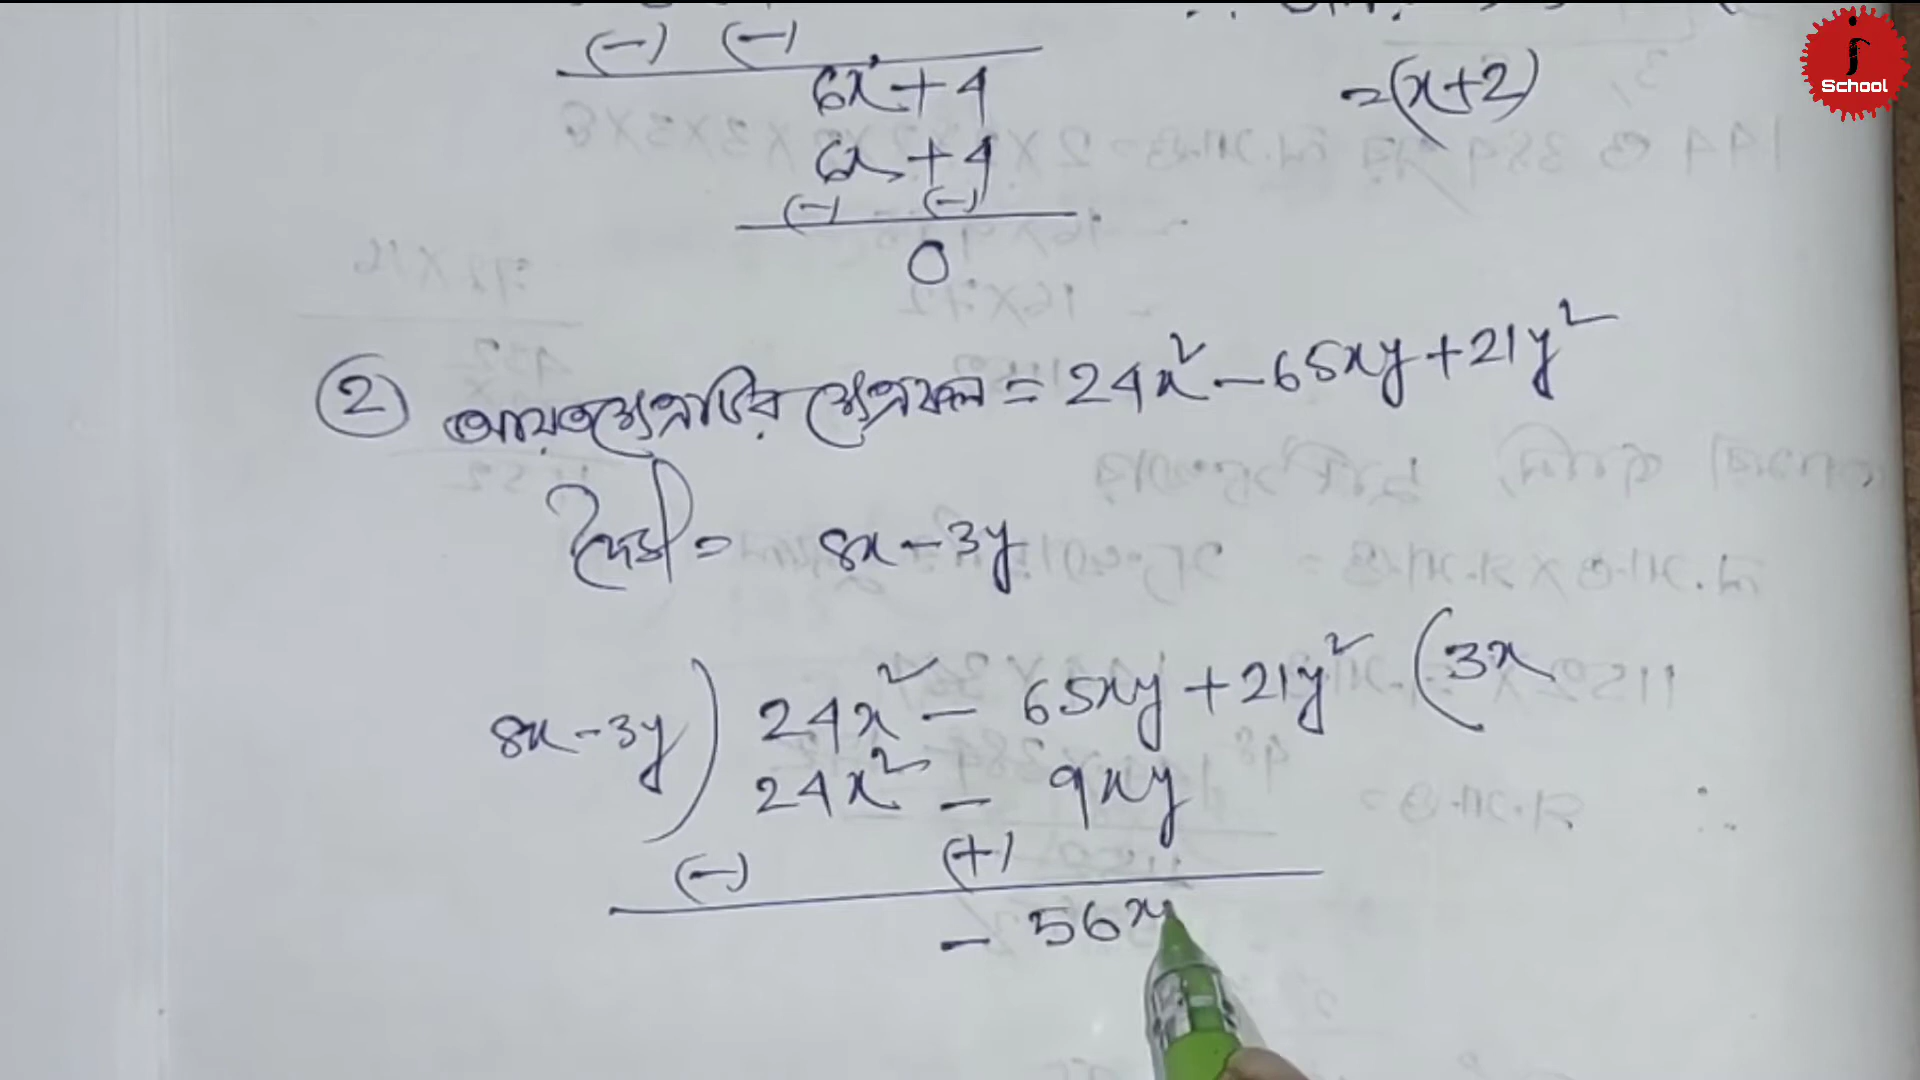 (-) (-)
6x + 4
= (x+2)
6x + 4
(-) (-)
0
② আয়তক্ষেত্রটির ক্ষেত্রফল = 24x² - 65xy + 21y²
দৈর্ঘ্য = 8x - 3y
8x - 3y ) 24x² - 65xy + 21y² ( 3x
24x² - 9xy
(-) (+)
- 56x
School